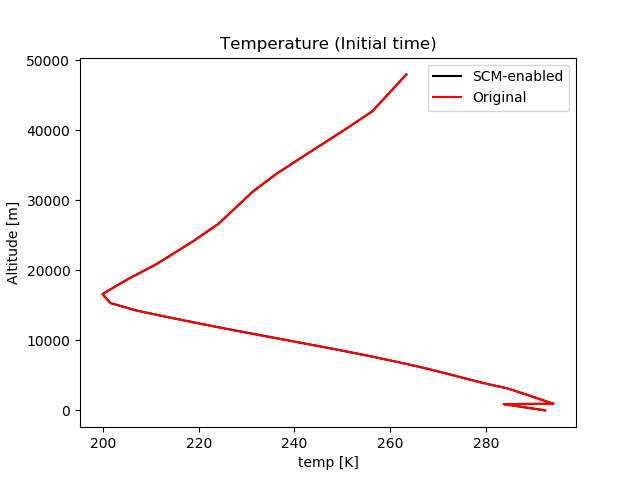 Temperature (Initial time)
SCM-enabled
Original
Altitude [m]
50000
40000
30000
20000
10000
0
200
220
240
260
280
temp [K]